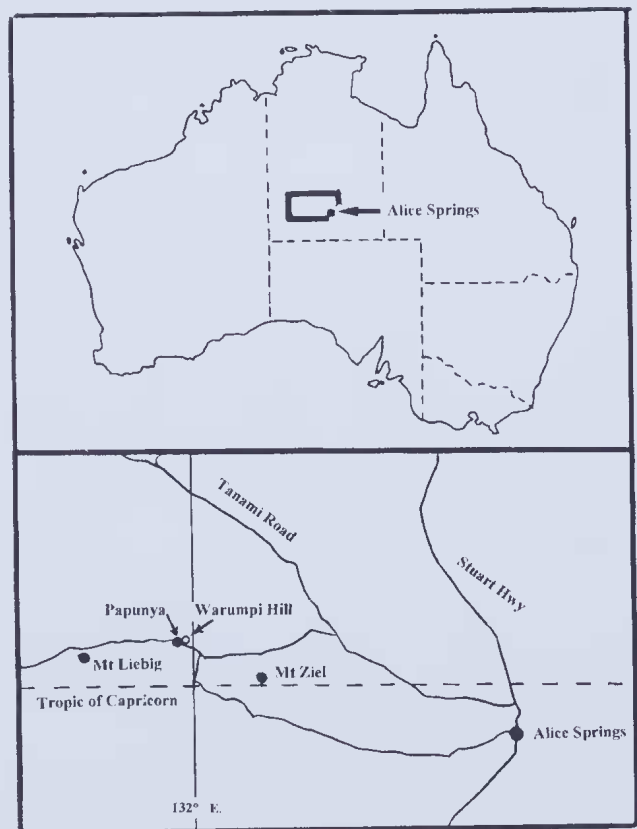 Alice Springs
Tanami Road
Stuart Hwy
Papunya
Warumpi Hill
Mt Liebig
Mt Ziel
Tropic of Capricorn
Alice Springs
132° E.